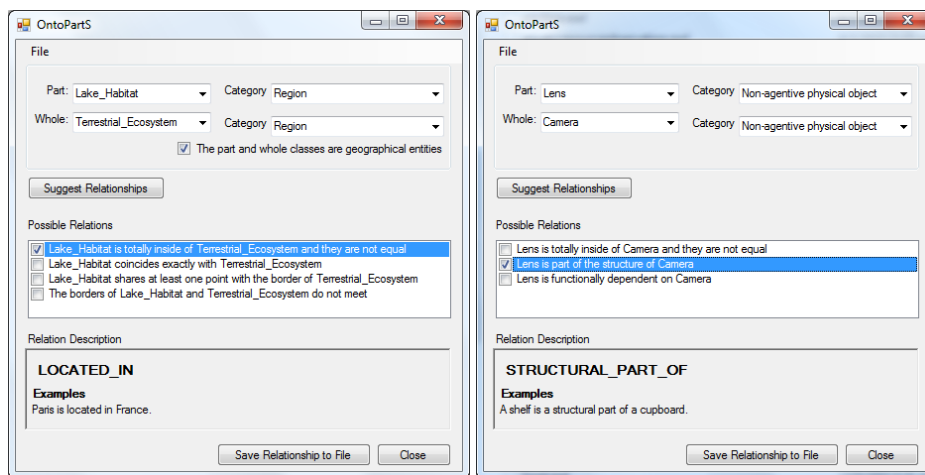 OntoPartS
File
Part: Lake_Habitat Category Region
Whole: Terrestrial_Ecosystem Category Region
The part and whole classes are geographical entities
Suggest Relationships
Possible Relations
Lake_Habitat is totally inside of Terrestrial_Ecosystem and they are not equal
Lake_Habitat coincides exactly with Terrestrial_Ecosystem
Lake_Habitat shares at least one point with the border of Terrestrial_Ecosystem
The borders of Lake_Habitat and Terrestrial_Ecosystem do not meet
Relation Description
LOCATED_IN
Examples
Paris is located in France.
Save Relationship to File Close
OntoPartS
File
Part: Lens Category Non-agentive physical object
Whole: Camera Category Non-agentive physical object
Suggest Relationships
Possible Relations
Lens is totally inside of Camera and they are not equal
Lens is part of the structure of Camera
Lens is functionally dependent on Camera
Relation Description
STRUCTURAL_PART_OF
Examples
A shelf is a structural part of a cupboard.
Save Relationship to File Close